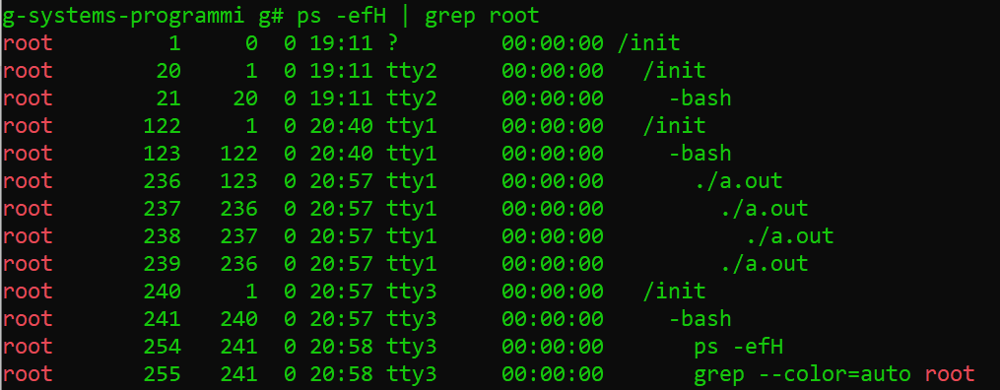 g-systems-programmi g# ps -efH | grep root
root         1     0  0 19:11 ?        00:00:00 /init
root        20     1  0 19:11 tty2     00:00:00   /init
root        21    20  0 19:11 tty2     00:00:00     -bash
root       122     1  0 20:40 tty1     00:00:00   /init
root       123   122  0 20:40 tty1     00:00:00     -bash
root       236   123  0 20:57 tty1     00:00:00       ./a.out
root       237   236  0 20:57 tty1     00:00:00         ./a.out
root       238   237  0 20:57 tty1     00:00:00           ./a.out
root       239   236  0 20:57 tty1     00:00:00         ./a.out
root       240     1  0 20:57 tty3     00:00:00   /init
root       241   240  0 20:57 tty3     00:00:00     -bash
root       254   241  0 20:58 tty3     00:00:00       ps -efH
root       255   241  0 20:58 tty3     00:00:00       grep --color=auto root